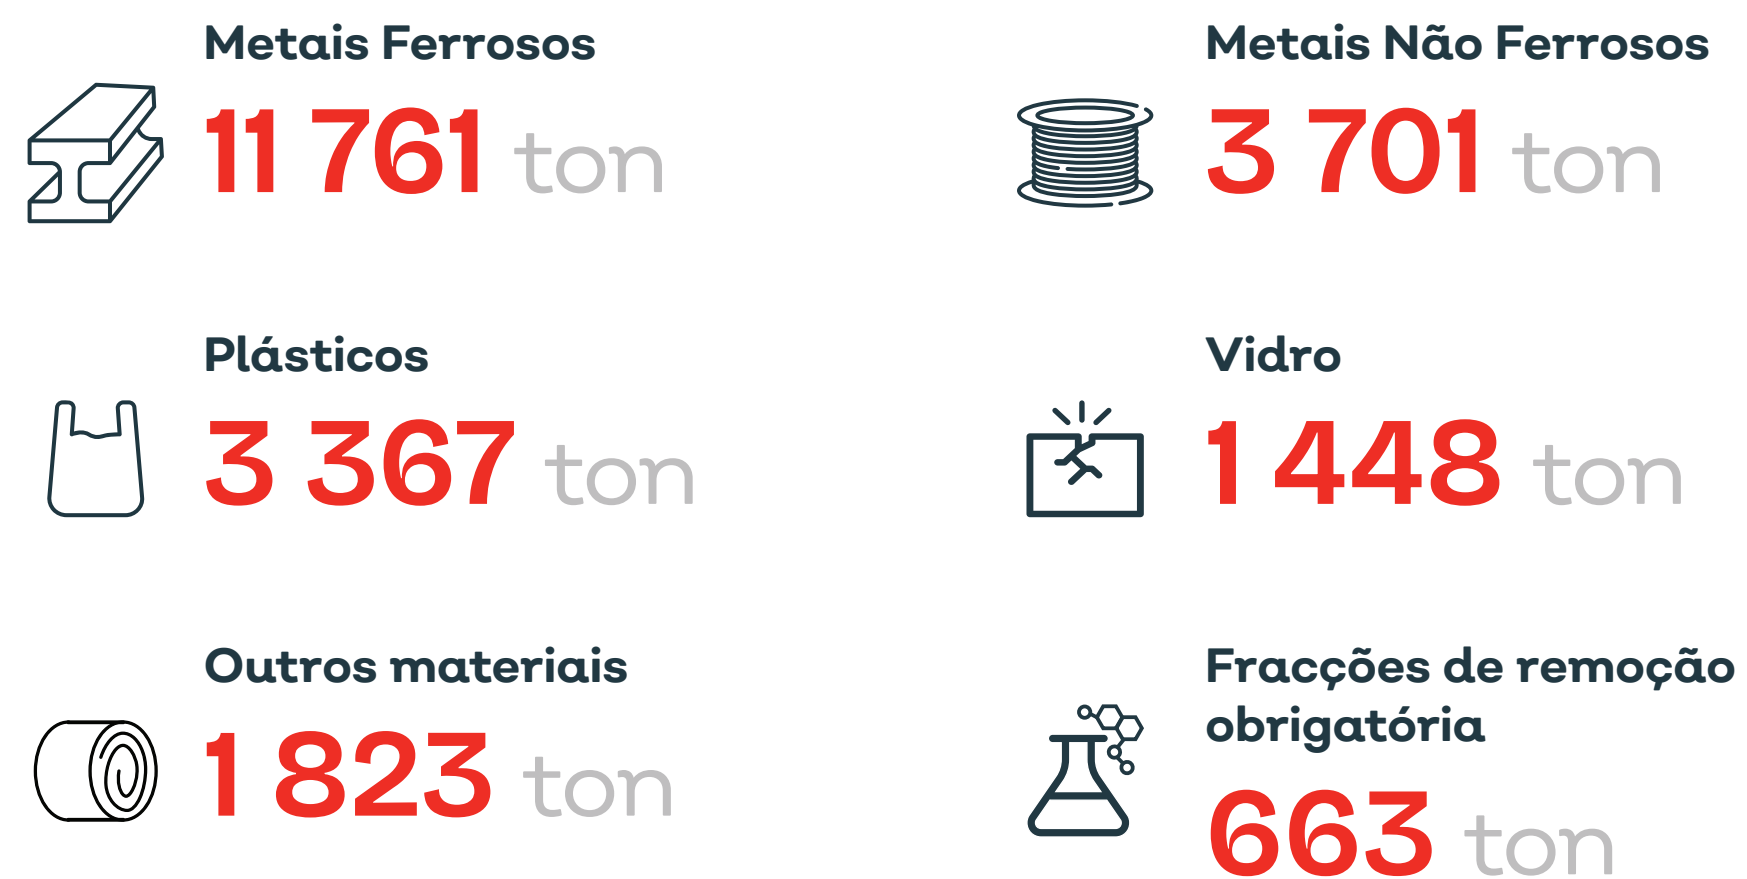 Metais Ferrosos
11 761 ton
Metais Não Ferrosos
3 701 ton
Plásticos
3 367 ton
Vidro
1 448 ton
Outros materiais
1 823 ton
Fracções de remoção
obrigatória
663 ton